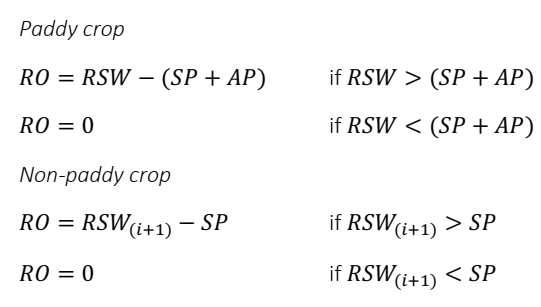 Paddy crop
RO = RSW − (SP + AP) if RSW > (SP + AP)
RO = 0 if RSW < (SP + AP)
Non-paddy crop
RO = RSW₍ᵢ₊₁₎ − SP if RSW₍ᵢ₊₁₎ > SP
RO = 0 if RSW₍ᵢ₊₁₎ < SP